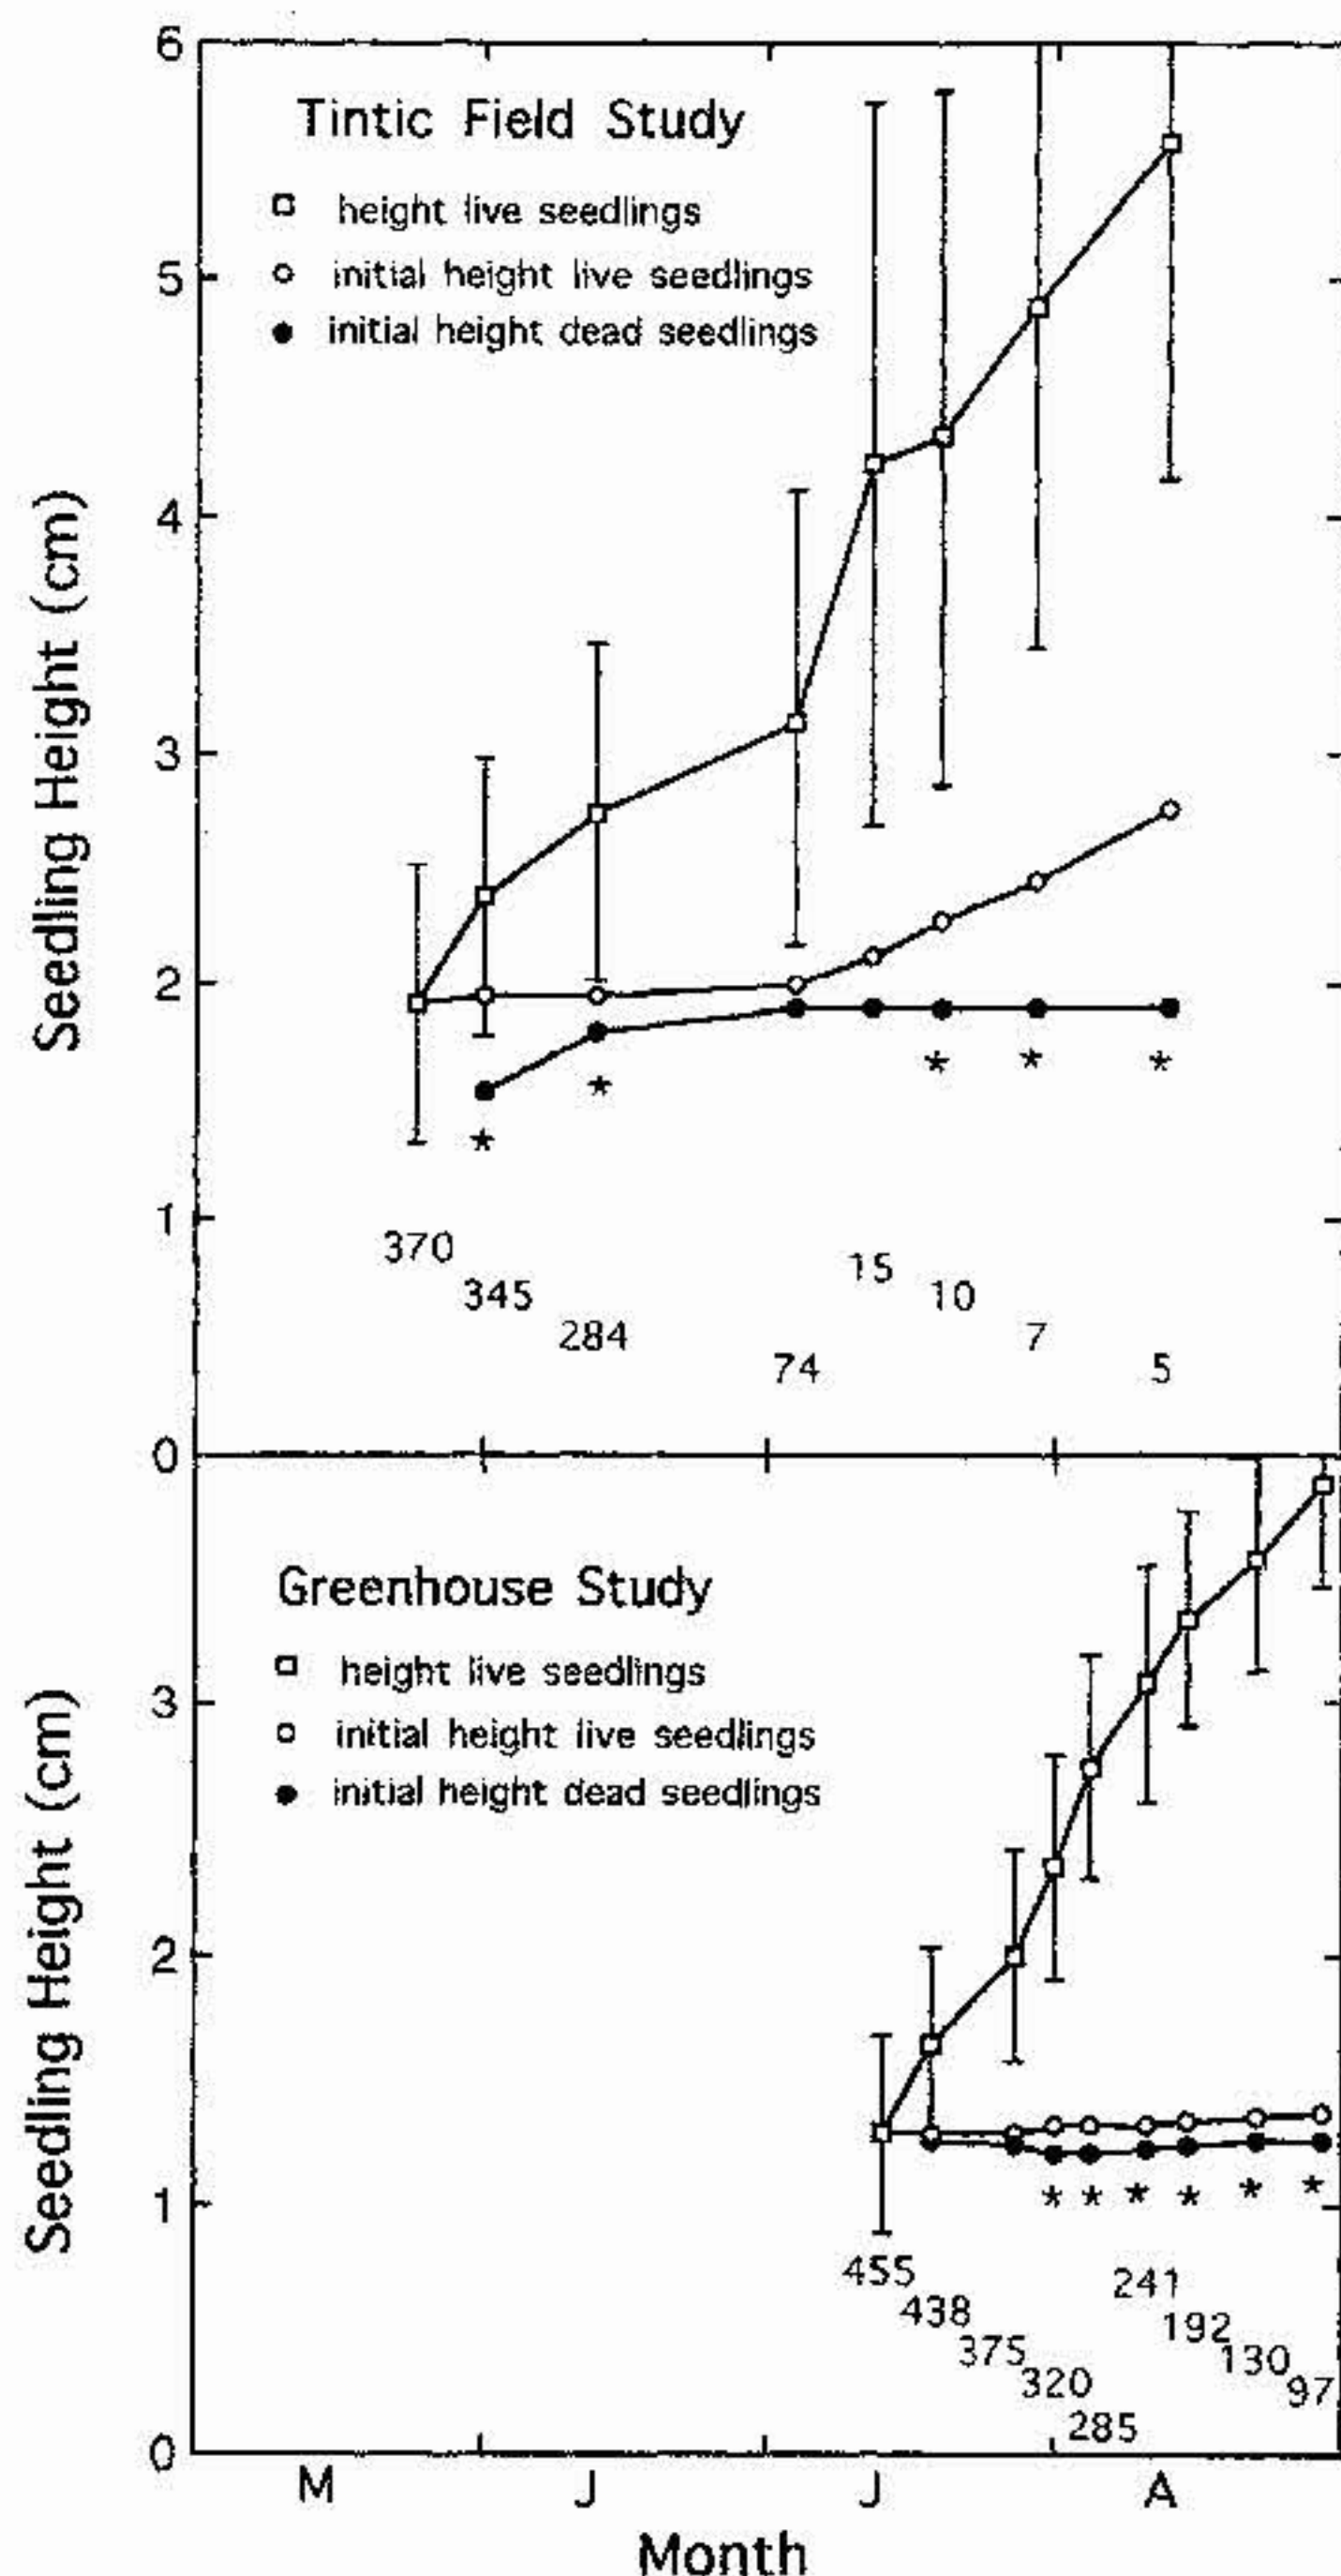 6
Tintic Field Study
height live seedlings
initial height live seedlings
initial height dead seedlings
5
4
3
2
1
0
Seedling Height (cm)
* * * * *
370
345
284
74
15
10
7
5
Greenhouse Study
height live seedlings
initial height live seedlings
initial height dead seedlings
3
2
1
0
Seedling Height (cm)
* * * * * *
455
438
375
320
285
241
192
130
97
M J J A
Month